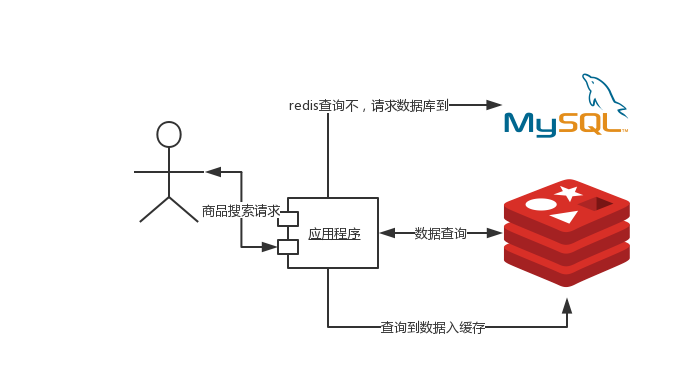 redis查询不，请求数据库到
MySQL™
商品搜索请求
应用程序
数据查询
查询到数据入缓存